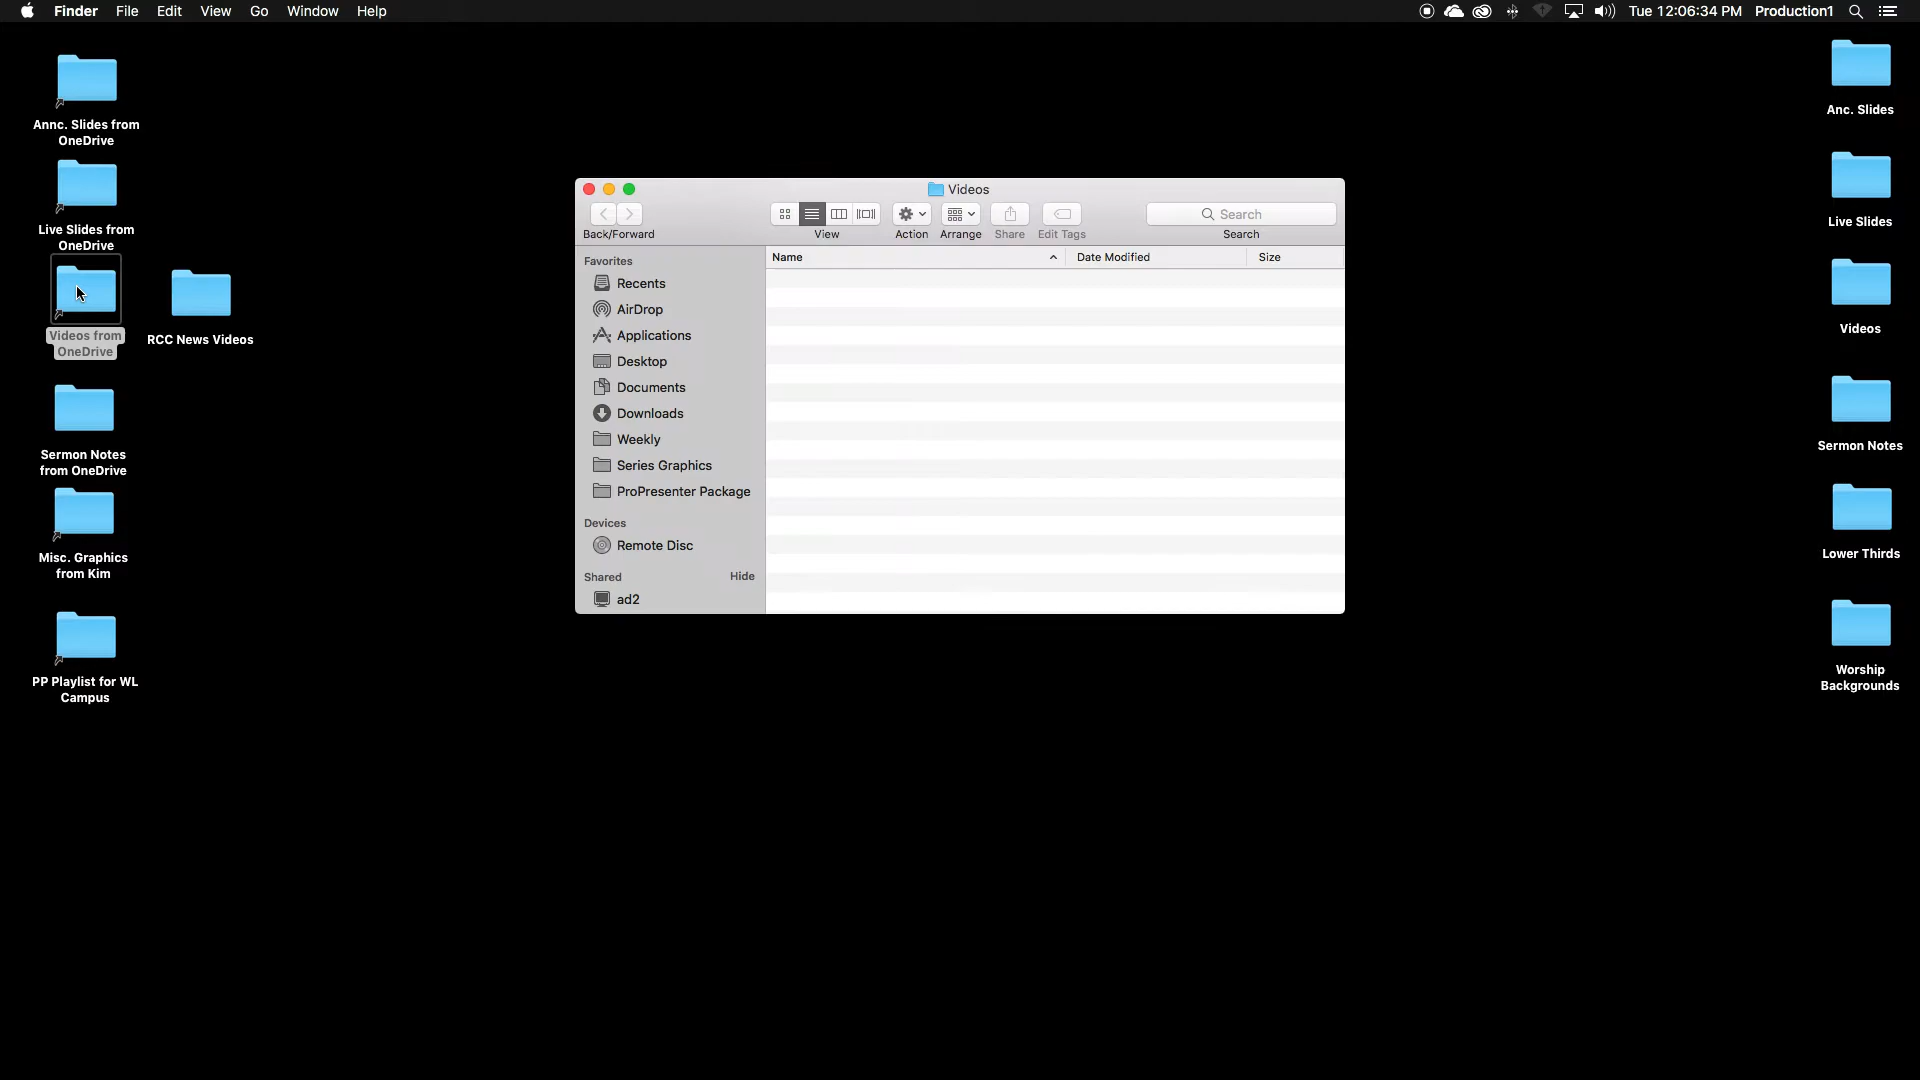 Finder File Edit View Go Window Help
Tue 12:06:34 PM Production1
Annc. Slides from
OneDrive
Live Slides from
OneDrive
Videos from
OneDrive
RCC News Videos
Sermon Notes
from OneDrive
Misc. Graphics
from Kim
PP Playlist for WL
Campus
Videos
Back/Forward
View
Action
Arrange
Share
Edit Tags
Search
Search
Favorites
Recents
AirDrop
Applications
Desktop
Documents
Downloads
Weekly
Series Graphics
ProPresenter Package
Devices
Remote Disc
Shared Hide
ad2
Name Date Modified Size
Anc. Slides
Live Slides
Videos
Sermon Notes
Lower Thirds
Worship
Backgrounds